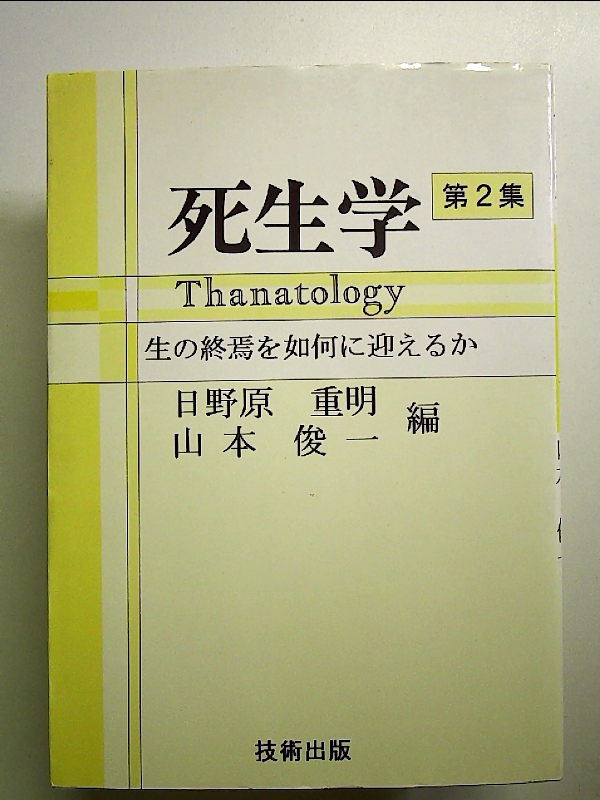 死生学 第2集
Thanatology
生の終焉を如何に迎えるか
日野原 重明
山本 俊一 編
技術出版